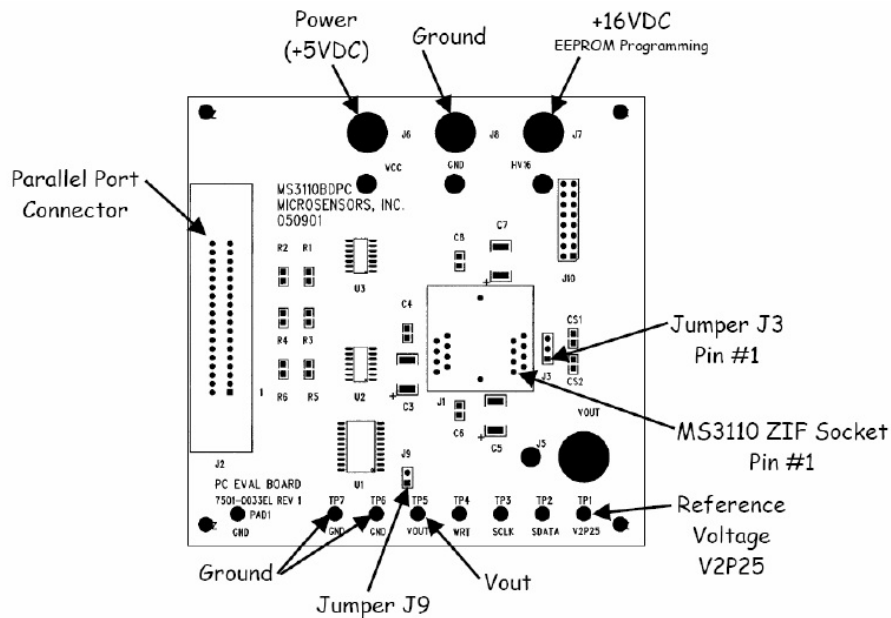 Power
(+5VDC)
Ground
+16VDC
EEPROM Programming
J6
J8
J7
VCC
GND
HV16
Parallel Port
Connector
MS3110BDPC
MICROSENSORS, INC.
050901
R2 R1
U3
C8
C7
J10
R4 R3
C4
CS1
Jumper J3
Pin #1
R6 R5
U2
C3
J1
J3
CS2
1
C6
C5
VOUT
MS3110 ZIF Socket
Pin #1
J2
U1
J9
J5
PC EVAL BOARD
7501-0033EL REV 1
PAD1
GND
TP7 TP6 TP5 TP4 TP3 TP2 TP1
GND GND VOUT WRT SCLK SDATA V2P25
Reference
Voltage
V2P25
Ground
Jumper J9
Vout